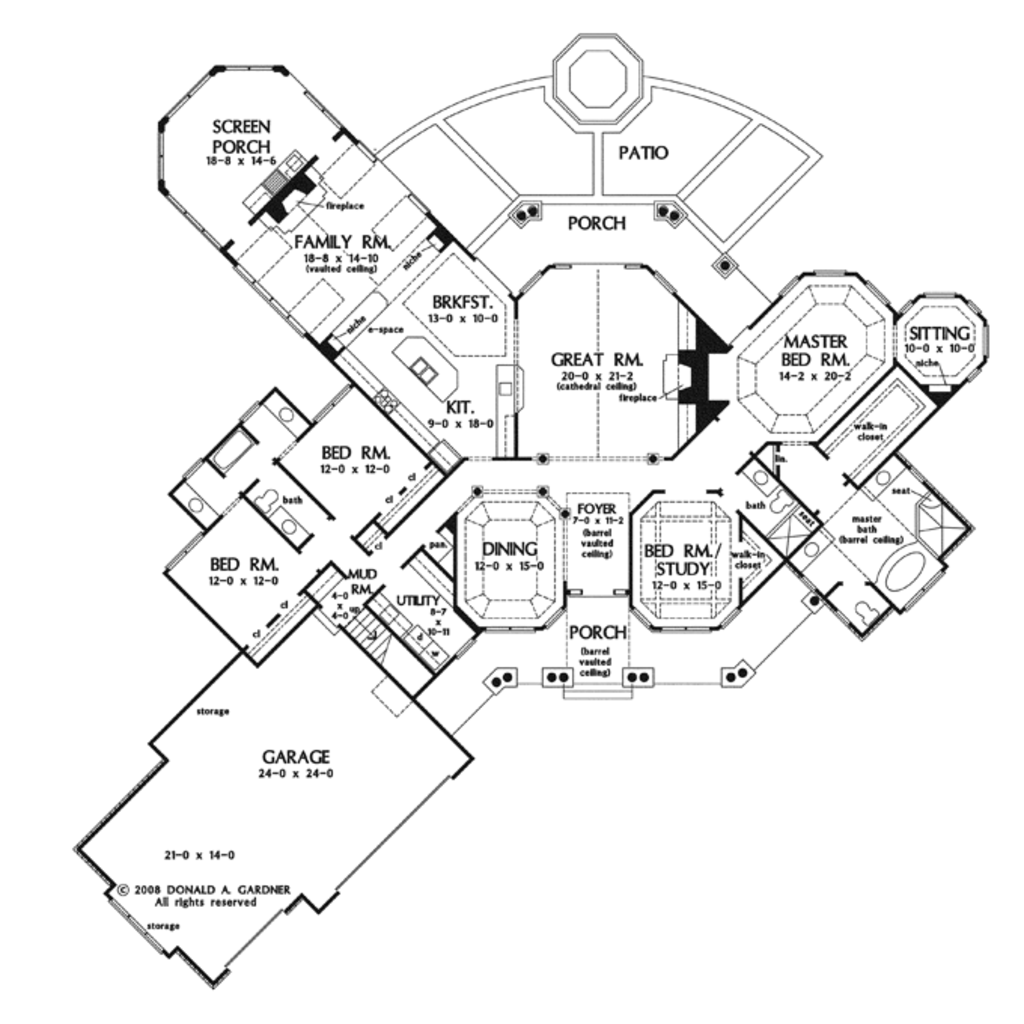 SCREEN
PORCH
18-8 x 14-6
fireplace
FAMILY RM.
18-8 x 14-10
(vaulted ceiling)
niche
niche
e-space
BRKFST.
13-0 x 10-0
KIT.
9-0 x 18-0
PATIO
PORCH
GREAT RM.
20-0 x 21-2
(cathedral ceiling)
fireplace
MASTER
BED RM.
14-2 x 20-2
SITTING
10-0 x 10-0
niche
walk-in
closet
lin.
bath
seat
seat
master
bath
(barrel ceiling)
BED RM.
12-0 x 12-0
cl
cl
cl
bath
BED RM.
12-0 x 12-0
cl
cl
MUD
RM.
4-0
x
4-0
up
pan.
UTILITY
8-7
x
10-11
d
w
DINING
12-0 x 15-0
FOYER
7-0 x 11-2
(barrel
vaulted
ceiling)
BED RM./
STUDY
12-0 x 15-0
walk-in
closet
PORCH
(barrel
vaulted
ceiling)
storage
GARAGE
24-0 x 24-0
21-0 x 14-0
© 2008 DONALD A. GARDNER
All rights reserved
storage